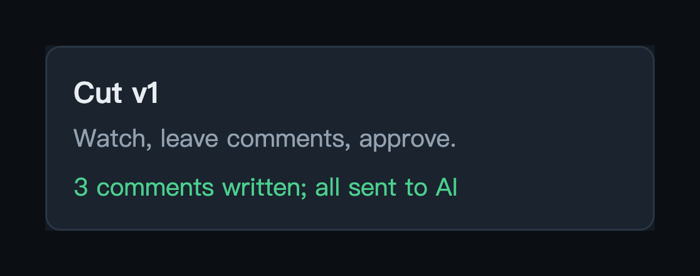 Cut v1
Watch, leave comments, approve.
3 comments written; all sent to AI